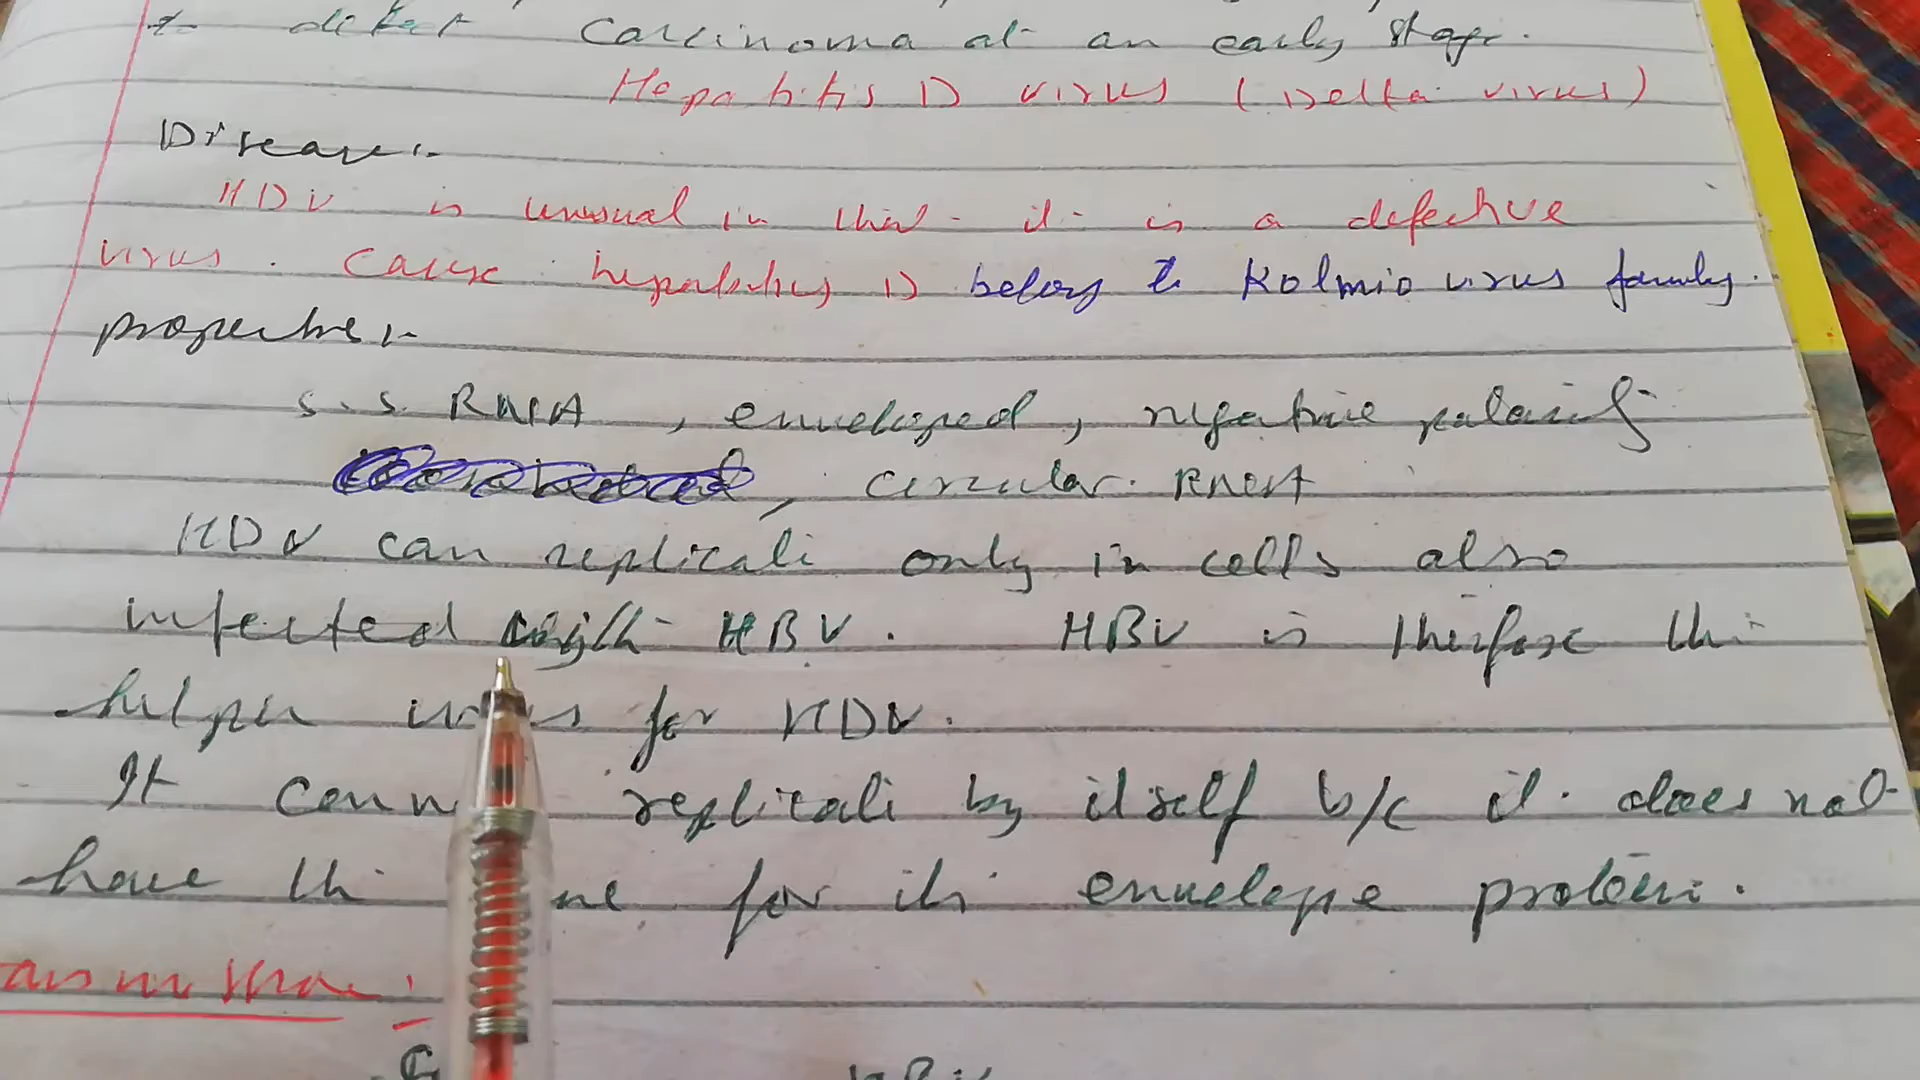 to detect Carcinoma at an early stage.
Hepatitis D virus (Delta virus)
Disease:-
HDV is unusual in that it is a defective
virus. Cause hepatitis D belong to Kolmio virus family.
properties:-
S.S. RNA, enveloped, negative polarity
, circular RNA
HDV can replicate only in cells also
infected with HBV. HBV is therefore the
helper virus for HDV.
It replicate by itself b/c it does not
have the for its envelope protein.
HBV